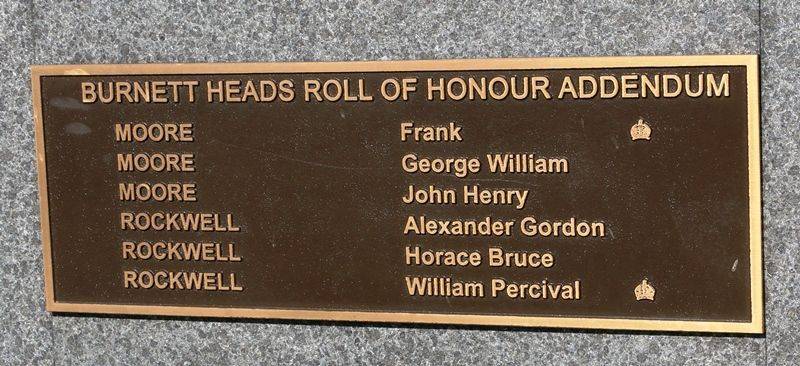 BURNETT HEADS ROLL OF HONOUR ADDENDUM
MOORE Frank
MOORE George William
MOORE John Henry
ROCKWELL Alexander Gordon
ROCKWELL Horace Bruce
ROCKWELL William Percival